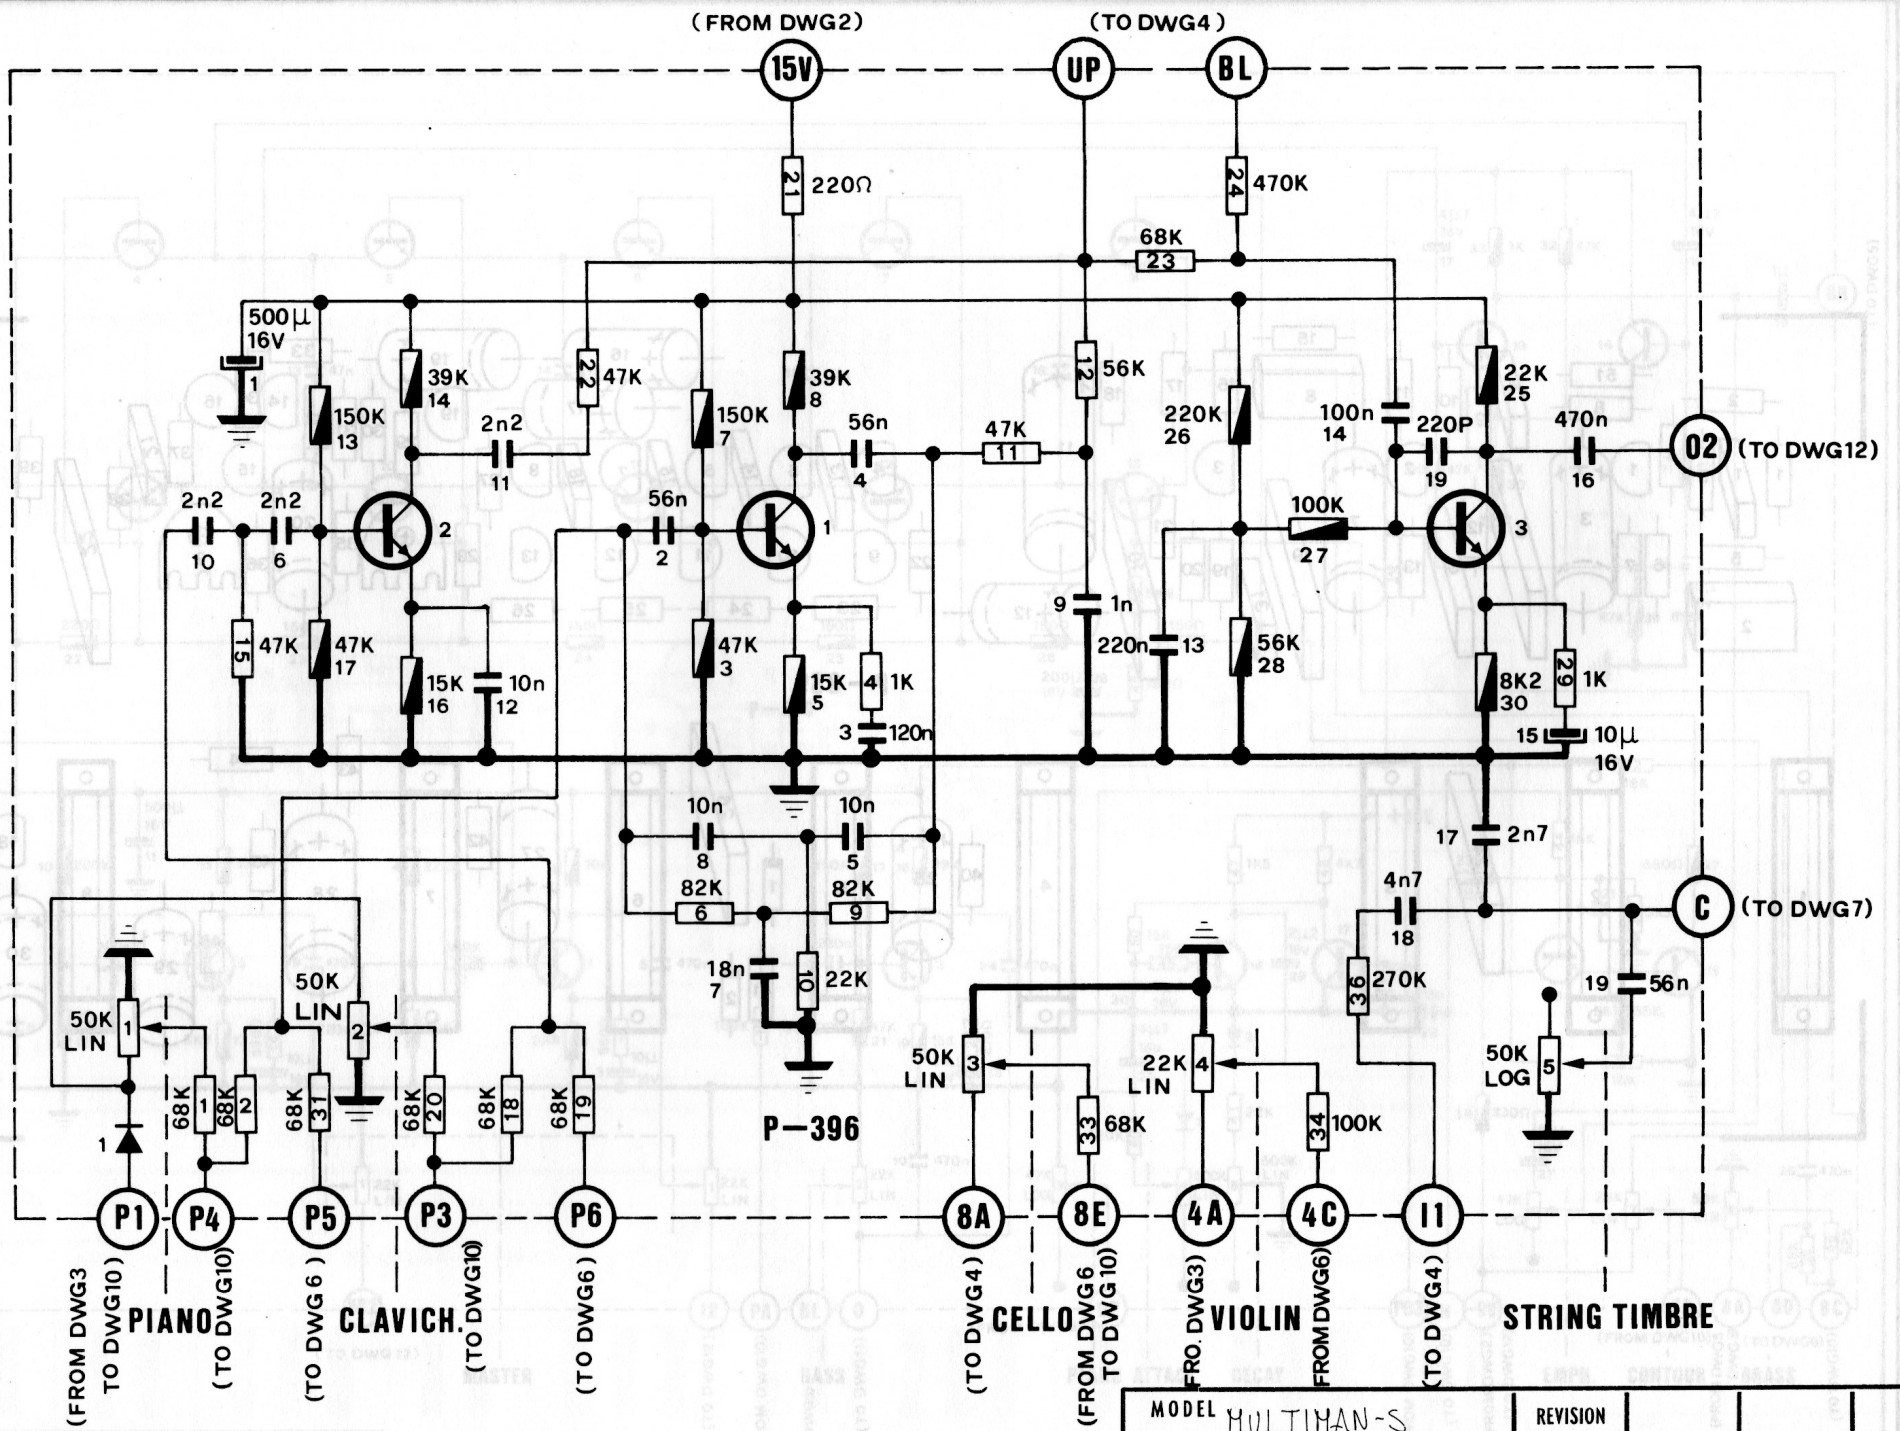 (FROM DWG2)
(TO DWG4)
15V
UP
BL
21
220Ω
24
470K
68K
23
500µ
16V
1
150K
13
39K
14
22
47K
150K
7
39K
8
12
56K
220K
26
100n
14
22K
25
220P
19
470n
16
02
(TO DWG12)
2n2
11
56n
4
47K
11
2n2
10
2n2
6
2
56n
2
1
100K
27
3
15
47K
47K
17
15K
16
10n
12
47K
3
15K
5
4
1K
3
120n
9
1n
220n
13
56K
28
8K2
30
29
1K
15
10µ
16V
10n
8
10n
5
17
2n7
82K
6
82K
9
4n7
18
C
(TO DWG7)
18n
7
10
22K
36
270K
19
56n
50K
LIN
1
50K
LIN
2
50K
LIN
3
22K
LIN
4
50K
LOG
5
68K
1
68K
2
68K
31
68K
20
68K
18
68K
19
P-396
33
68K
34
100K
1
P1
P4
P5
P3
P6
8A
8E
4A
4C
I1
(FROM DWG3
TO DWG10)
PIANO
(TO DWG10)
(TO DWG6)
CLAVICH.
(TO DWG10)
(TO DWG6)
(TO DWG4)
CELLO
(FROM DWG6
TO DWG10)
(FRO. DWG3)
VIOLIN
(FROM DWG6)
(TO DWG4)
STRING TIMBRE
MODEL
MULTIMAN-S
REVISION